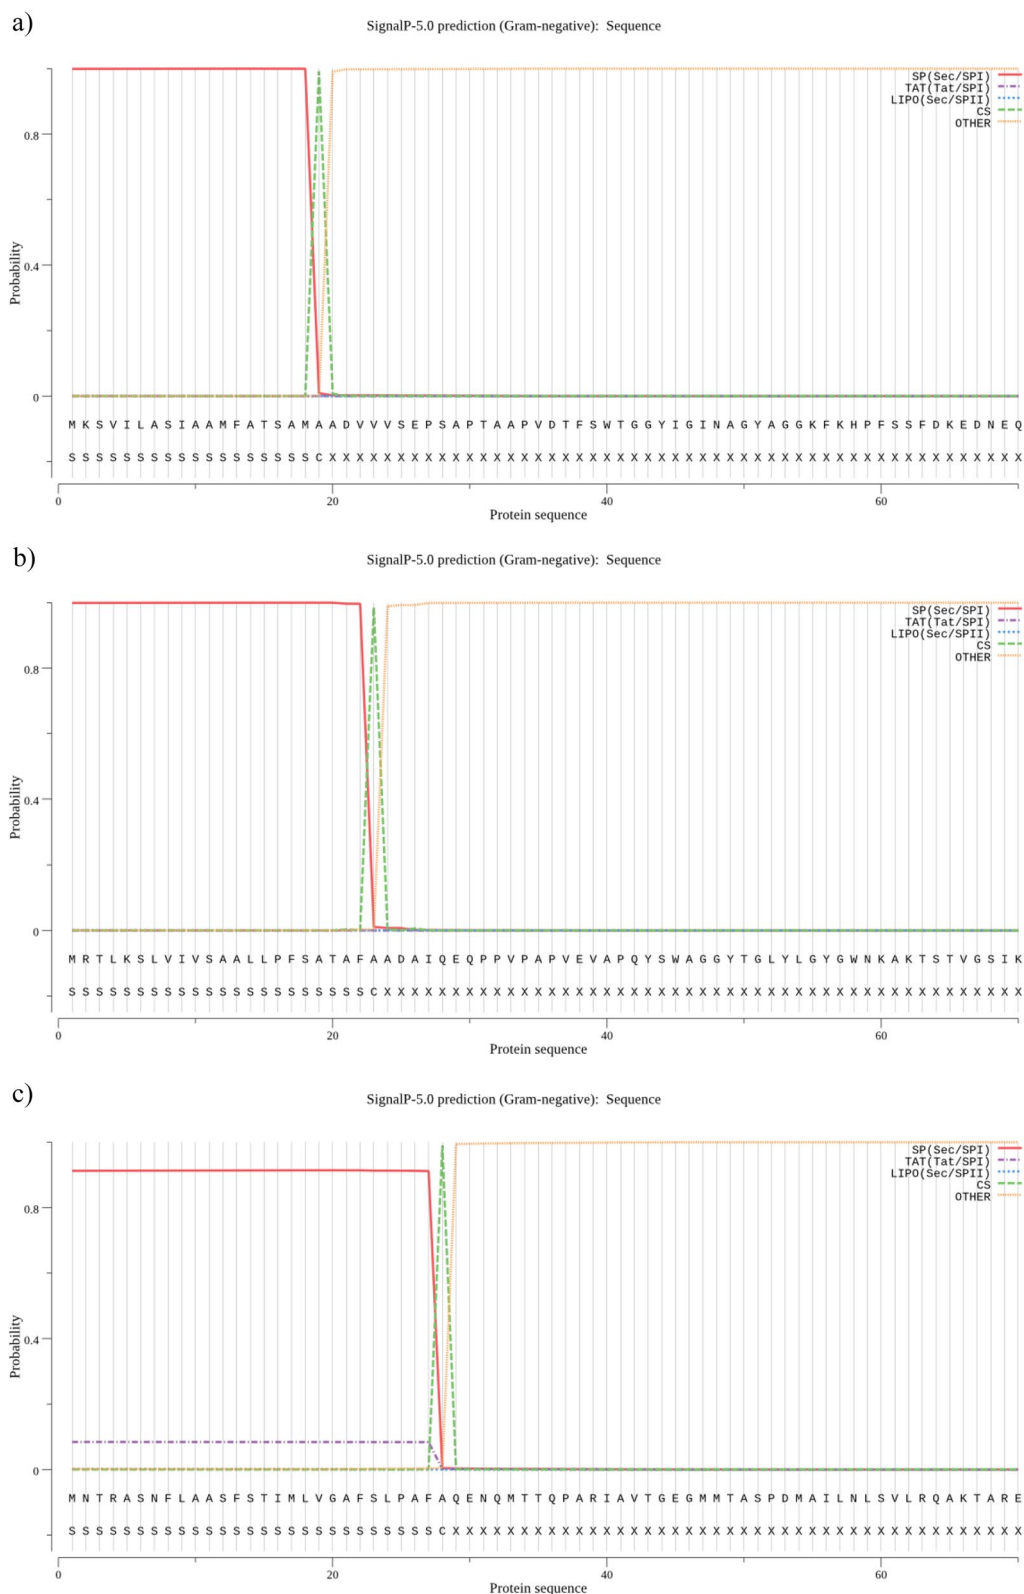 a)
SignalP-5.0 prediction (Gram-negative): Sequence
SP(Sec/SPI)
TAT(Tat/SPI)
LIPO(Sec/SPII)
CS
OTHER
0.8
0.4
0
Probability
M K S V I L A S I A A M F A T S A M A A D V V V S E P S A P T A A P V D T F S W T G G Y I G I N A G Y A G G K F K H P F S S F D K E D N E Q
S S S S S S S S S S S S S S S S S S C X X X X X X X X X X X X X X X X X X X X X X X X X X X X X X X X X X X X X X X X X X X X X X X X X X X
0 20 40 60
Protein sequence
b)
SignalP-5.0 prediction (Gram-negative): Sequence
SP(Sec/SPI)
TAT(Tat/SPI)
LIPO(Sec/SPII)
CS
OTHER
0.8
0.4
0
Probability
M R T L K S L V I V S A A L L P F S A T A F A A D A I Q E Q P P V P A P V E V A P Q Y S W A G G Y T G L Y L G Y G W N K A K T S T V G S I K
S S S S S S S S S S S S S S S S S S S S S S C X X X X X X X X X X X X X X X X X X X X X X X X X X X X X X X X X X X X X X X X X X X X X X X
0 20 40 60
Protein sequence
c)
SignalP-5.0 prediction (Gram-negative): Sequence
SP(Sec/SPI)
TAT(Tat/SPI)
LIPO(Sec/SPII)
CS
OTHER
0.8
0.4
0
Probability
M N T R A S N F L A A S F S T I M L V G A F S L P A F A Q E N Q M T T Q P A R I A V T G E G M M T A S P D M A I L N L S V L R Q A K T A R E
S S S S S S S S S S S S S S S S S S S S S S S S S S S C X X X X X X X X X X X X X X X X X X X X X X X X X X X X X X X X X X X X X X X X X X
0 20 40 60
Protein sequence